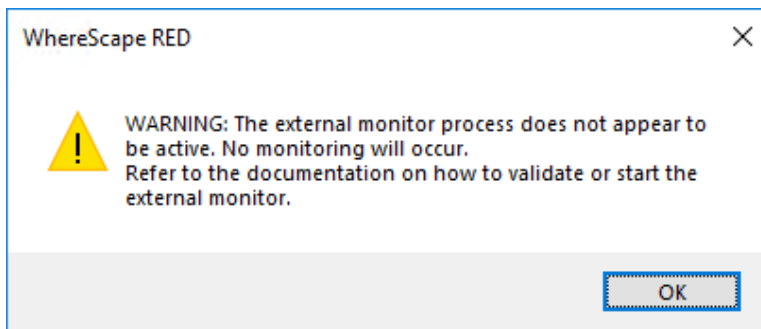 WhereScape RED
WARNING: The external monitor process does not appear to
be active. No monitoring will occur.
Refer to the documentation on how to validate or start the
external monitor.
OK